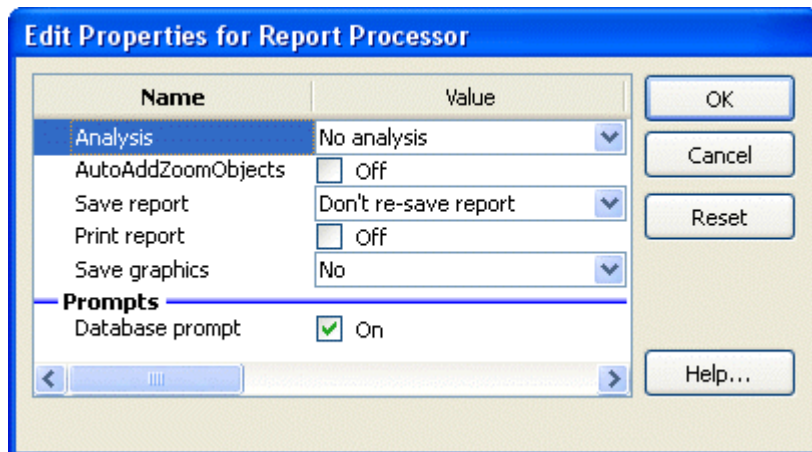 Edit Properties for Report Processor
Name Value
Analysis No analysis
AutoAddZoomObjects Off
Save report Don't re-save report
Print report Off
Save graphics No
Prompts
Database prompt On
OK
Cancel
Reset
Help...